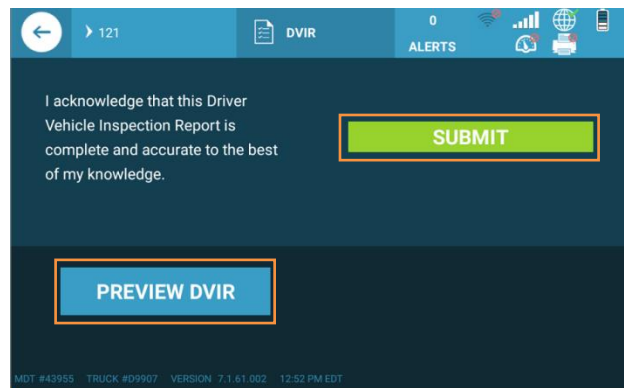 121
DVIR
0
ALERTS
I acknowledge that this Driver
Vehicle Inspection Report is
complete and accurate to the best
of my knowledge.
SUBMIT
PREVIEW DVIR
MDT #43955 TRUCK #D9907 VERSION 7.1.61.002 12:52 PM EDT